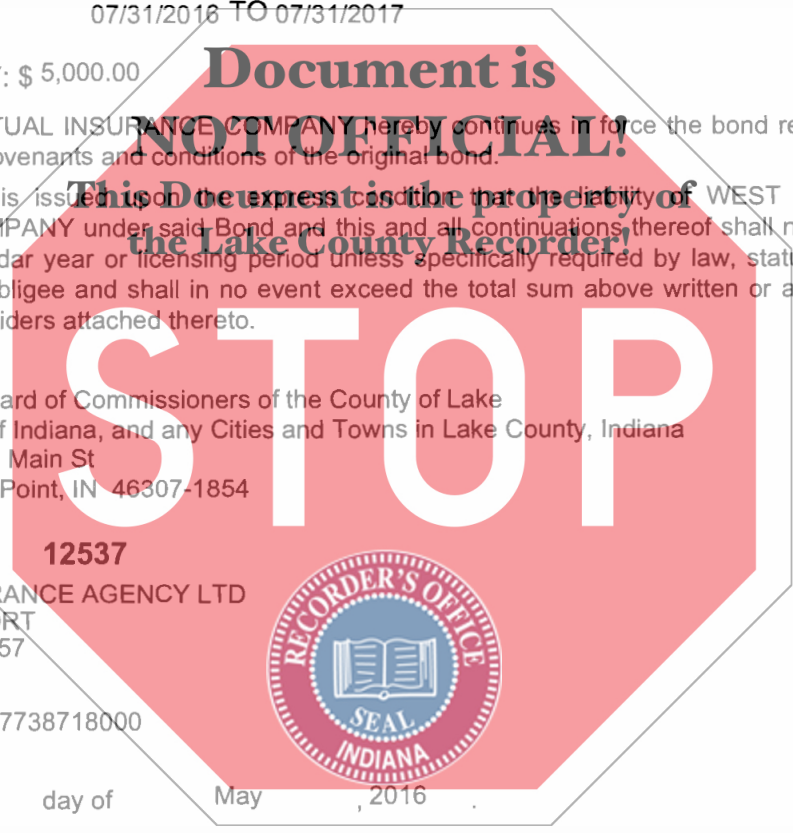 07/31/2016 TO 07/31/2017
Document is
: $ 5,000.00
NOT OFFICIAL!
TUAL INSURANCE COMPANY hereby continues in force the bond re
ovenants and conditions of the original bond.
This Document is the property of
is issued upon the express condition that the liability of WEST
MPANY under said Bond and this and all continuations thereof shall n
the Lake County Recorder!
dar year or licensing period unless specifically required by law, statu
bligee and shall in no event exceed the total sum above written or a
iders attached thereto.
STOP
ard of Commissioners of the County of Lake
f Indiana, and any Cities and Towns in Lake County, Indiana
Main St
Point, IN 46307-1854
12537
RANCE AGENCY LTD
RT
57
RECORDER'S OFFICE
SEAL
INDIANA
7738718000
day of May , 2016 .